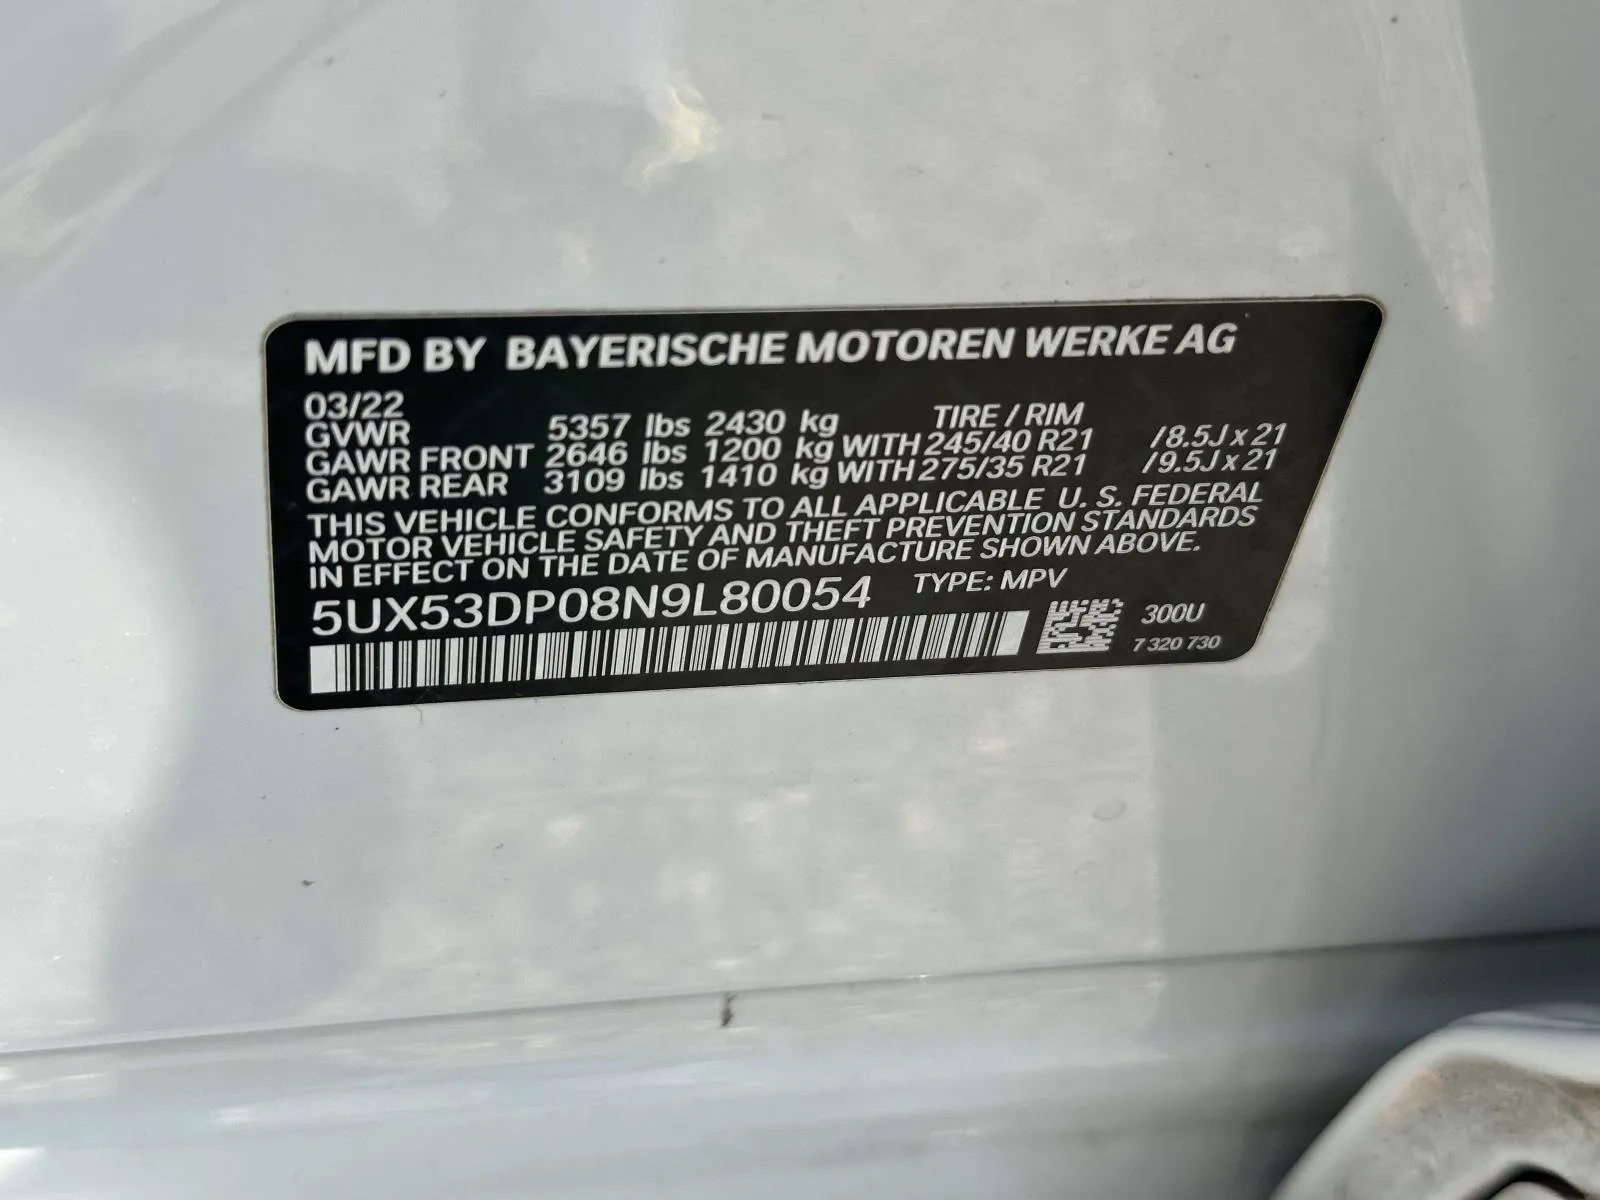 MFD BY BAYERISCHE MOTOREN WERKE AG
03/22
GVWR 5357 lbs 2430 kg TIRE / RIM
GAWR FRONT 2646 lbs 1200 kg WITH 245/40 R21 /8.5J x 21
GAWR REAR 3109 lbs 1410 kg WITH 275/35 R21 /9.5J x 21
THIS VEHICLE CONFORMS TO ALL APPLICABLE U. S. FEDERAL
MOTOR VEHICLE SAFETY AND THEFT PREVENTION STANDARDS
IN EFFECT ON THE DATE OF MANUFACTURE SHOWN ABOVE.
5UX53DP08N9L80054 TYPE: MPV
300U
7 320 730